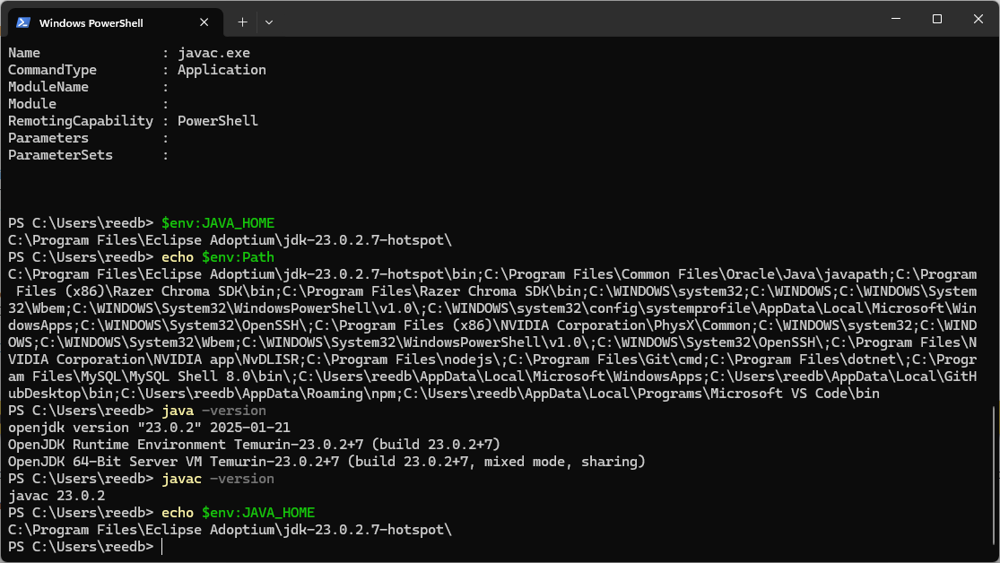 Windows PowerShell
Name                : javac.exe
CommandType         : Application
ModuleName          :
Module              :
RemotingCapability  : PowerShell
Parameters          :
ParameterSets       :
PS C:\Users\reedb> $env:JAVA_HOME
C:\Program Files\Eclipse Adoptium\jdk-23.0.2.7-hotspot\
PS C:\Users\reedb> echo $env:Path
C:\Program Files\Eclipse Adoptium\jdk-23.0.2.7-hotspot\bin;C:\Program Files\Common Files\Oracle\Java\javapath;C:\Program
 Files (x86)\Razer Chroma SDK\bin;C:\Program Files\Razer Chroma SDK\bin;C:\WINDOWS\system32;C:\WINDOWS;C:\WINDOWS\System
32\Wbem;C:\WINDOWS\System32\WindowsPowerShell\v1.0\;C:\WINDOWS\system32\config\systemprofile\AppData\Local\Microsoft\Win
dowsApps;C:\WINDOWS\System32\OpenSSH\;C:\Program Files (x86)\NVIDIA Corporation\PhysX\Common;C:\WINDOWS\system32;C:\WIND
OWS;C:\WINDOWS\System32\Wbem;C:\WINDOWS\System32\WindowsPowerShell\v1.0\;C:\WINDOWS\System32\OpenSSH\;C:\Program Files\N
VIDIA Corporation\NVIDIA app\NvDLISR;C:\Program Files\nodejs\;C:\Program Files\Git\cmd;C:\Program Files\dotnet\;C:\Progr
am Files\MySQL\MySQL Shell 8.0\bin\;C:\Users\reedb\AppData\Local\Microsoft\WindowsApps;C:\Users\reedb\AppData\Local\GitH
ubDesktop\bin;C:\Users\reedb\AppData\Roaming\npm;C:\Users\reedb\AppData\Local\Programs\Microsoft VS Code\bin
PS C:\Users\reedb> java -version
openjdk version "23.0.2" 2025-01-21
OpenJDK Runtime Environment Temurin-23.0.2+7 (build 23.0.2+7)
OpenJDK 64-Bit Server VM Temurin-23.0.2+7 (build 23.0.2+7, mixed mode, sharing)
PS C:\Users\reedb> javac -version
javac 23.0.2
PS C:\Users\reedb> echo $env:JAVA_HOME
C:\Program Files\Eclipse Adoptium\jdk-23.0.2.7-hotspot\
PS C:\Users\reedb>